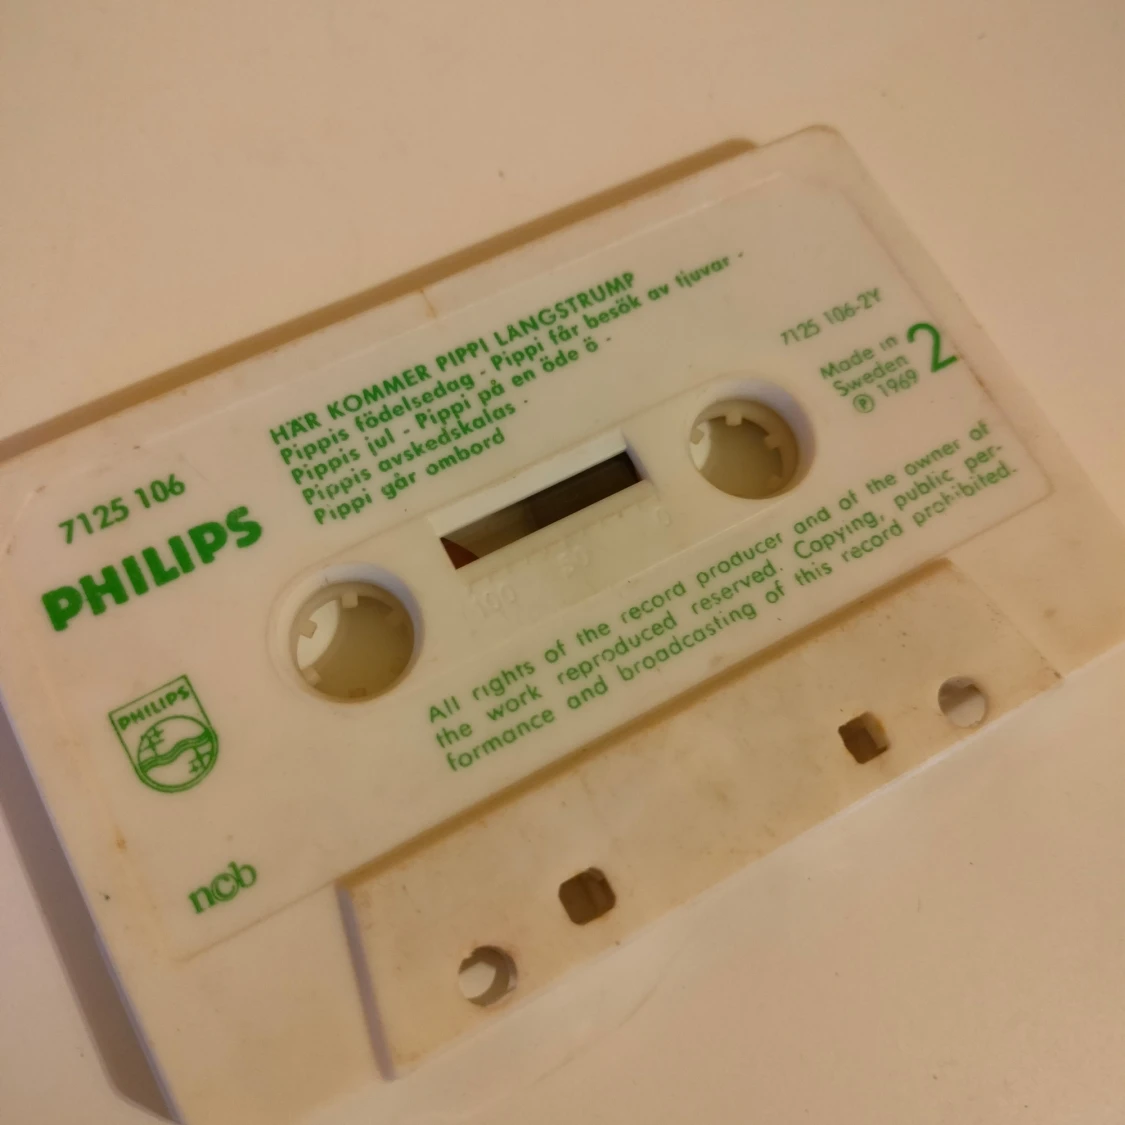 HÄR KOMMER PIPPI LÅNGSTRUMP
Pippis födelsedag - Pippi får besök av tjuvar -
Pippis jul - Pippi på en öde ö -
Pippis avskedskalas -
Pippi går ombord
7125 106
PHILIPS
7125 106-2Y
Made in
Sweden
℗ 1969
2
All rights of the record producer and of the owner of
the work reproduced reserved. Copying, public per-
formance and broadcasting of this record prohibited.
100 50 0
PHILIPS
ncb